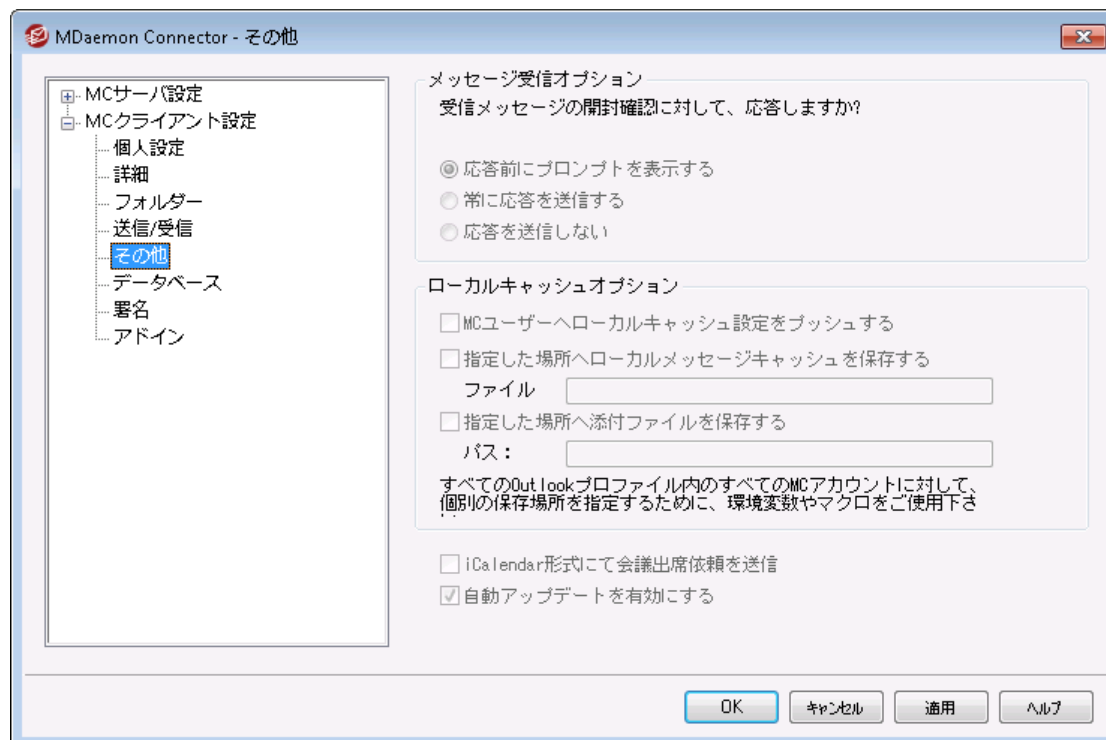 MDaemon Connector - その他
MCサーバ設定
MCクライアント設定
個人設定
詳細
フォルダー
送信/受信
その他
データベース
署名
アドイン
メッセージ受信オプション
受信メッセージの開封確認に対して、応答しますか?
応答前にプロンプトを表示する
常に応答を送信する
応答を送信しない
ローカルキャッシュオプション
MCユーザーへローカルキャッシュ設定をプッシュする
指定した場所へローカルメッセージキャッシュを保存する
ファイル
指定した場所へ添付ファイルを保存する
パス：
すべてのOutlookプロファイル内のすべてのMCアカウントに対して、
個別の保存場所を指定するために、環境変数やマクロをご使用下さ
iCalendar形式にて会議出席依頼を送信
自動アップデートを有効にする
OK
キャンセル
適用
ヘルプ